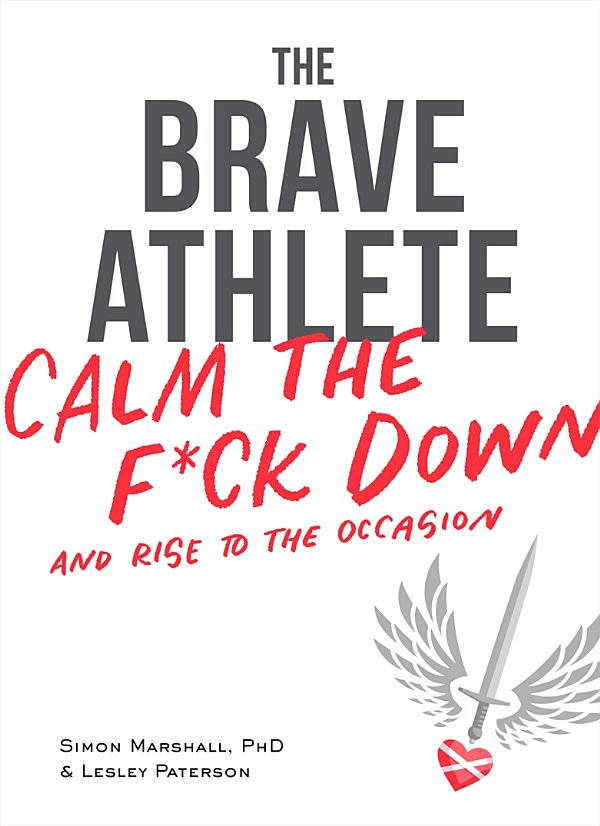 THE
BRAVE
ATHLETE
CALM THE
F*CK DOWN
AND RISE TO THE OCCASION
SIMON MARSHALL, PHD
& LESLEY PATERSON